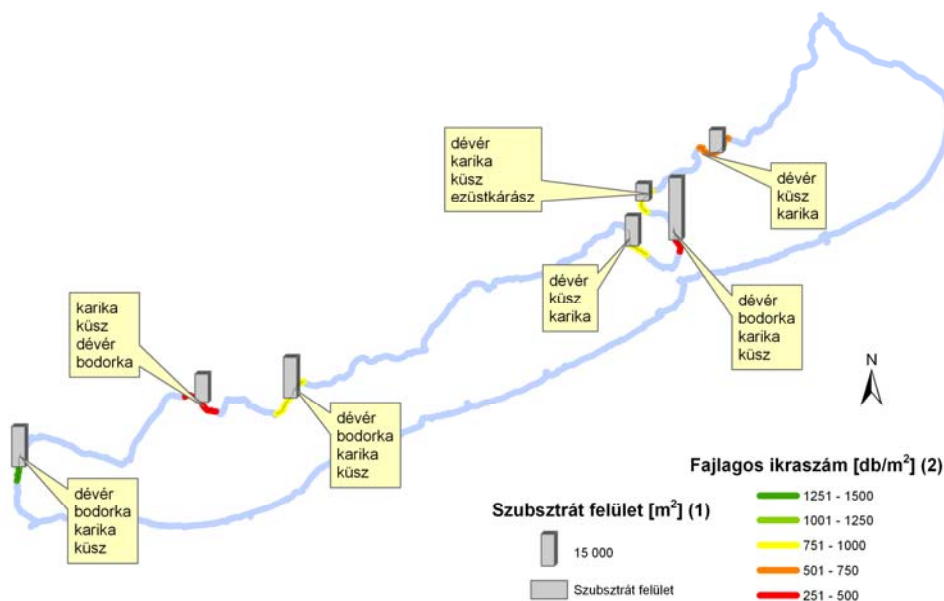 dévér
karika
küsz
ezüstkárász
dévér
küsz
karika
dévér
küsz
karika
dévér
bodorka
karika
küsz
karika
küsz
dévér
bodorka
dévér
bodorka
karika
küsz
dévér
bodorka
karika
küsz
N
Szubsztrát felület [m²] (1)
15 000
Szubsztrát felület
Fajlagos ikraszám [db/m²] (2)
1251 - 1500
1001 - 1250
751 - 1000
501 - 750
251 - 500